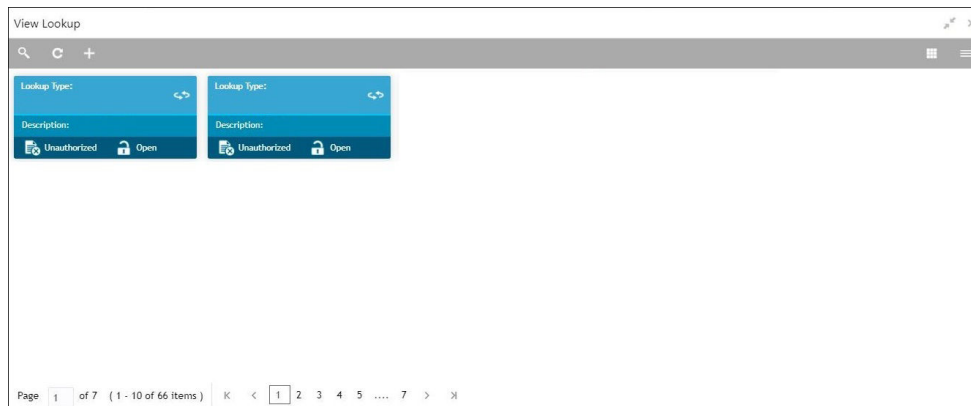 View Lookup
Lookup Type:
Lookup Type:
Description:
Description:
Unauthorized Open
Unauthorized Open
Page 1 of 7 ( 1 - 10 of 66 items ) 1 2 3 4 5 .... 7